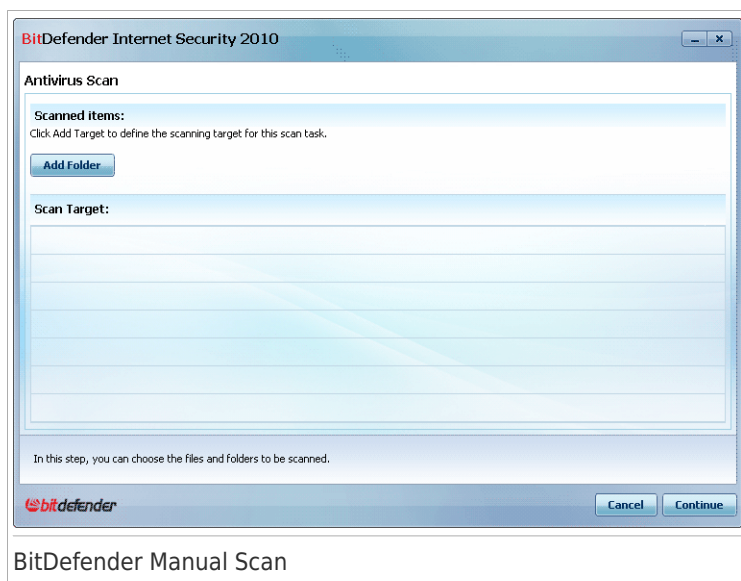 BitDefender Internet Security 2010
Antivirus Scan
Scanned items:
Click Add Target to define the scanning target for this scan task.
Add Folder
Scan Target:
In this step, you can choose the files and folders to be scanned.
bitdefender
Cancel
Continue
BitDefender Manual Scan